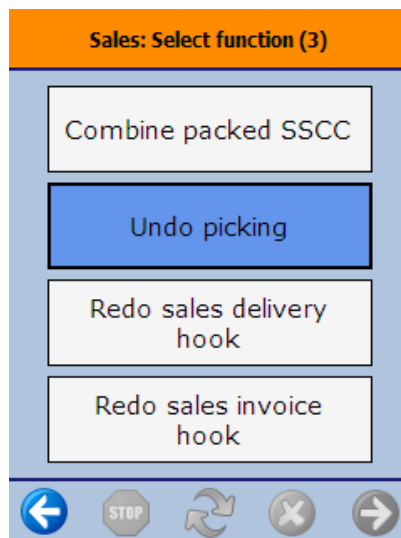 Sales: Select function (3)
Combine packed SSCC
Undo picking
Redo sales delivery
hook
Redo sales invoice
hook
STOP